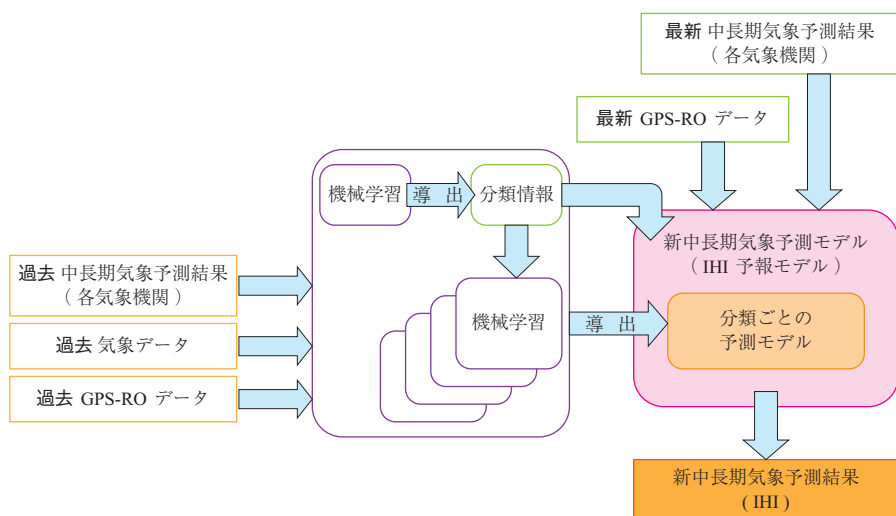 最新 中長期気象予測結果
( 各気象機関 )
最新 GPS-RO データ
機械学習
導 出
分類情報
新中長期気象予測モデル
( IHI 予報モデル )
過去 中長期気象予測結果
( 各気象機関 )
機械学習
導 出
分類ごとの
予測モデル
過去 気象データ
過去 GPS-RO データ
新中長期気象予測結果
( IHI )